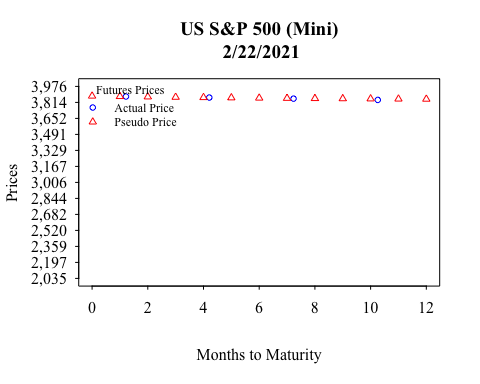 US S&P 500 (Mini)
2/22/2021
Futures Prices
Actual Price
Pseudo Price
Prices
3,976
3,814
3,652
3,491
3,329
3,167
3,006
2,844
2,682
2,520
2,359
2,197
2,035
0 2 4 6 8 10 12
Months to Maturity